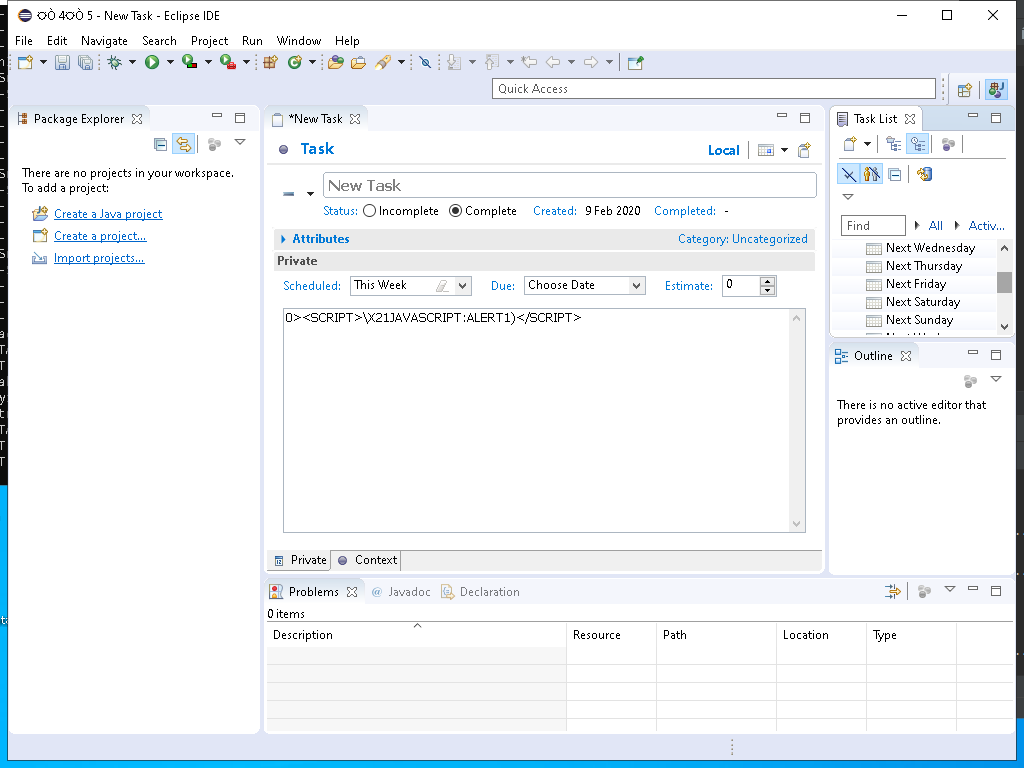 ѸÒ 4ѸÒ 5 - New Task - Eclipse IDE
File Edit Navigate Search Project Run Window Help
Quick Access
Package Explorer
There are no projects in your workspace.
To add a project:
Create a Java project
Create a project...
Import projects...
*New Task
Task
Local
New Task
Status: Incomplete Complete Created: 9 Feb 2020 Completed: -
Attributes Category: Uncategorized
Private
Scheduled: This Week Due: Choose Date Estimate: 0
0><SCRIPT>\X21JAVASCRIPT:ALERT1)</SCRIPT>
Private Context
Task List
Find All Activ...
Next Wednesday
Next Thursday
Next Friday
Next Saturday
Next Sunday
Outline
There is no active editor that
provides an outline.
Problems Javadoc Declaration
0 items
Description Resource Path Location Type